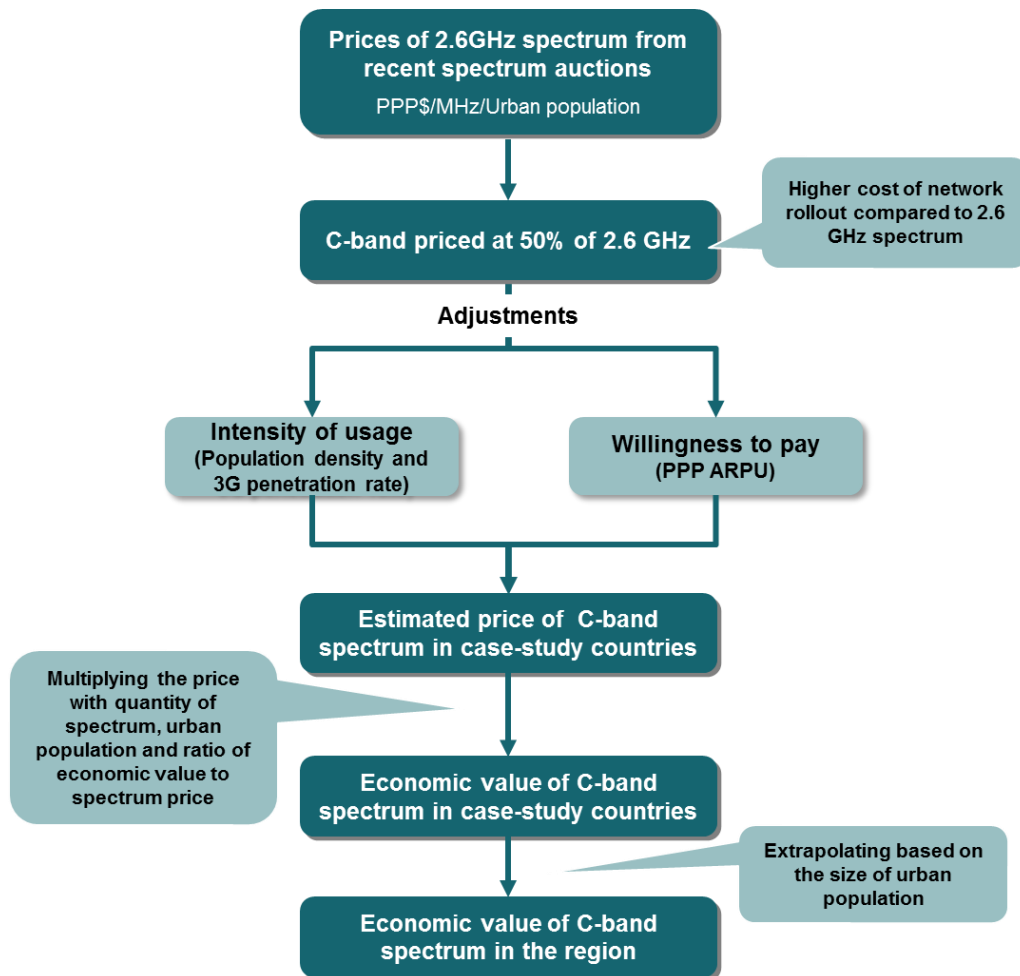 Prices of 2.6GHz spectrum from
recent spectrum auctions
PPP$/MHz/Urban population
Higher cost of network
rollout compared to 2.6
GHz spectrum
C-band priced at 50% of 2.6 GHz
Adjustments
Intensity of usage
(Population density and
3G penetration rate)
Willingness to pay
(PPP ARPU)
Estimated price of C-band
spectrum in case-study countries
Multiplying the price
with quantity of
spectrum, urban
population and ratio of
economic value to
spectrum price
Economic value of C-band
spectrum in case-study countries
Extrapolating based on
the size of urban
population
Economic value of C-band
spectrum in the region